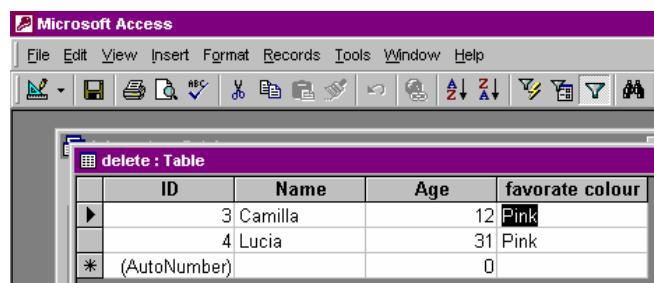 Microsoft Access
File Edit View Insert Format Records Tools Window Help
ABC A Z Z A
delete : Table
ID Name Age favorate colour
3 Camilla 12 Pink
4 Lucia 31 Pink
(AutoNumber) 0